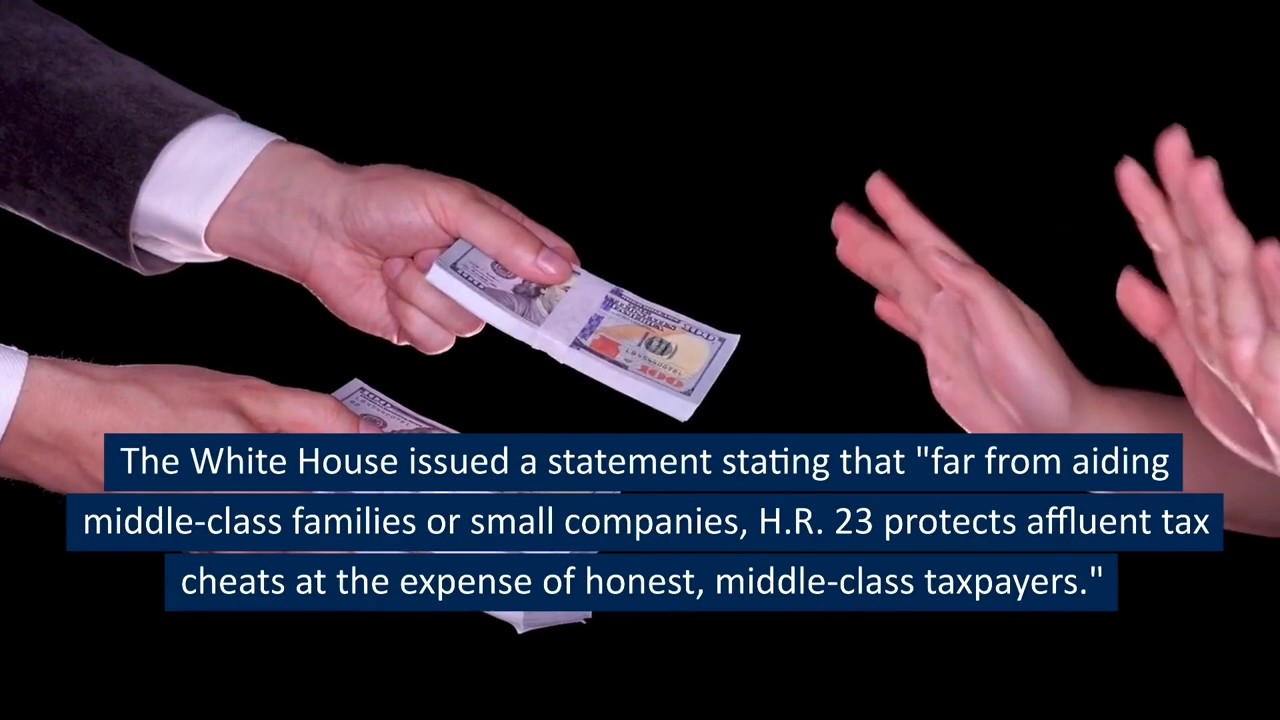 The White House issued a statement stating that "far from aiding
middle-class families or small companies, H.R. 23 protects affluent tax
cheats at the expense of honest, middle-class taxpayers."
100